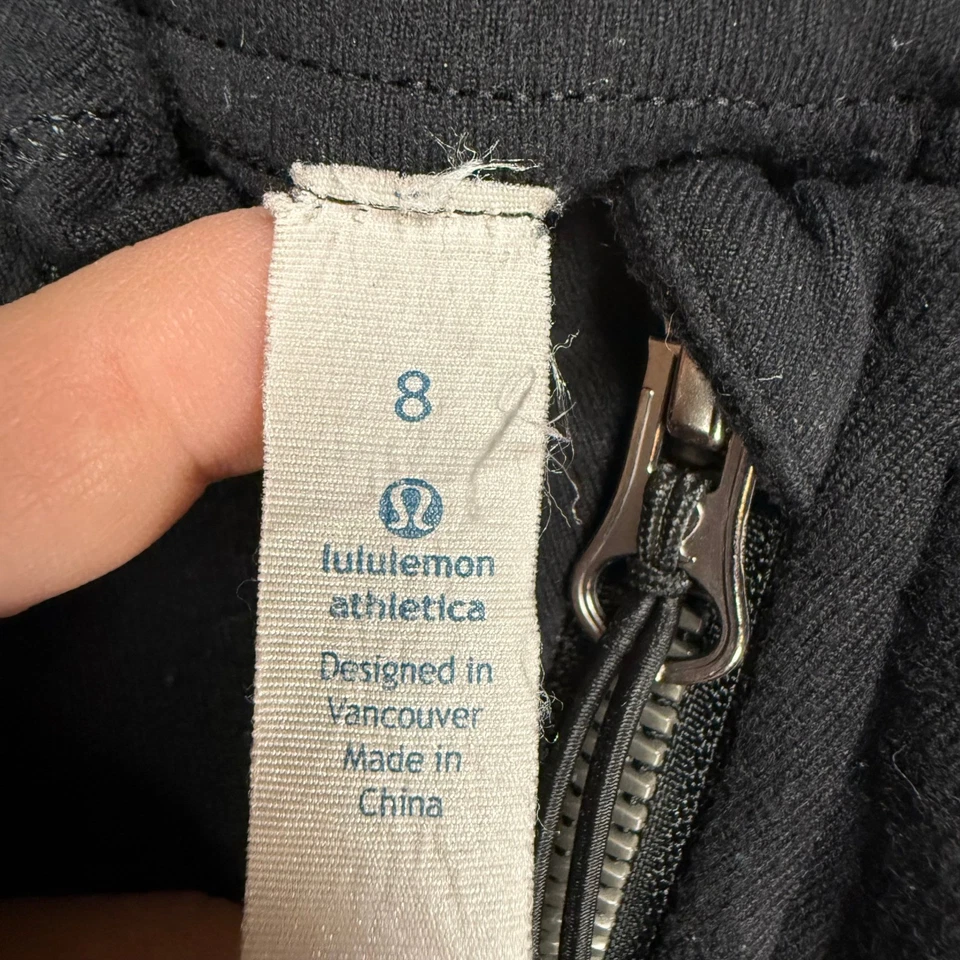 8
lululemon
athletica
Designed in
Vancouver
Made in
China